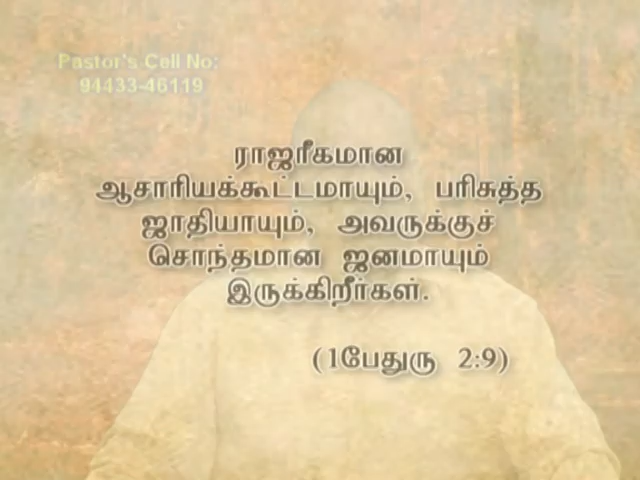 Pastor's Cell No:
94433-46119
ராஜரீகமான
ஆசாரியக்கூட்டமாயும், பரிசுத்த
ஜாதியாயும், அவருக்குச்
சொந்தமான ஜனமாயும்
இருக்கிறீர்கள்.
(1பேதுரு 2:9)